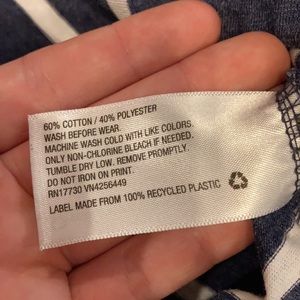 60% COTTON / 40% POLYESTER
WASH BEFORE WEAR.
MACHINE WASH COLD WITH LIKE COLORS.
ONLY NON-CHLORINE BLEACH IF NEEDED.
TUMBLE DRY LOW. REMOVE PROMPTLY.
DO NOT IRON ON PRINT.
RN17730 VN4256449
LABEL MADE FROM 100% RECYCLED PLASTIC